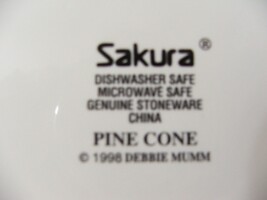 Sakura®
DISHWASHER SAFE
MICROWAVE SAFE
GENUINE STONEWARE
CHINA
PINE CONE
© 1998 DEBBIE MUMM